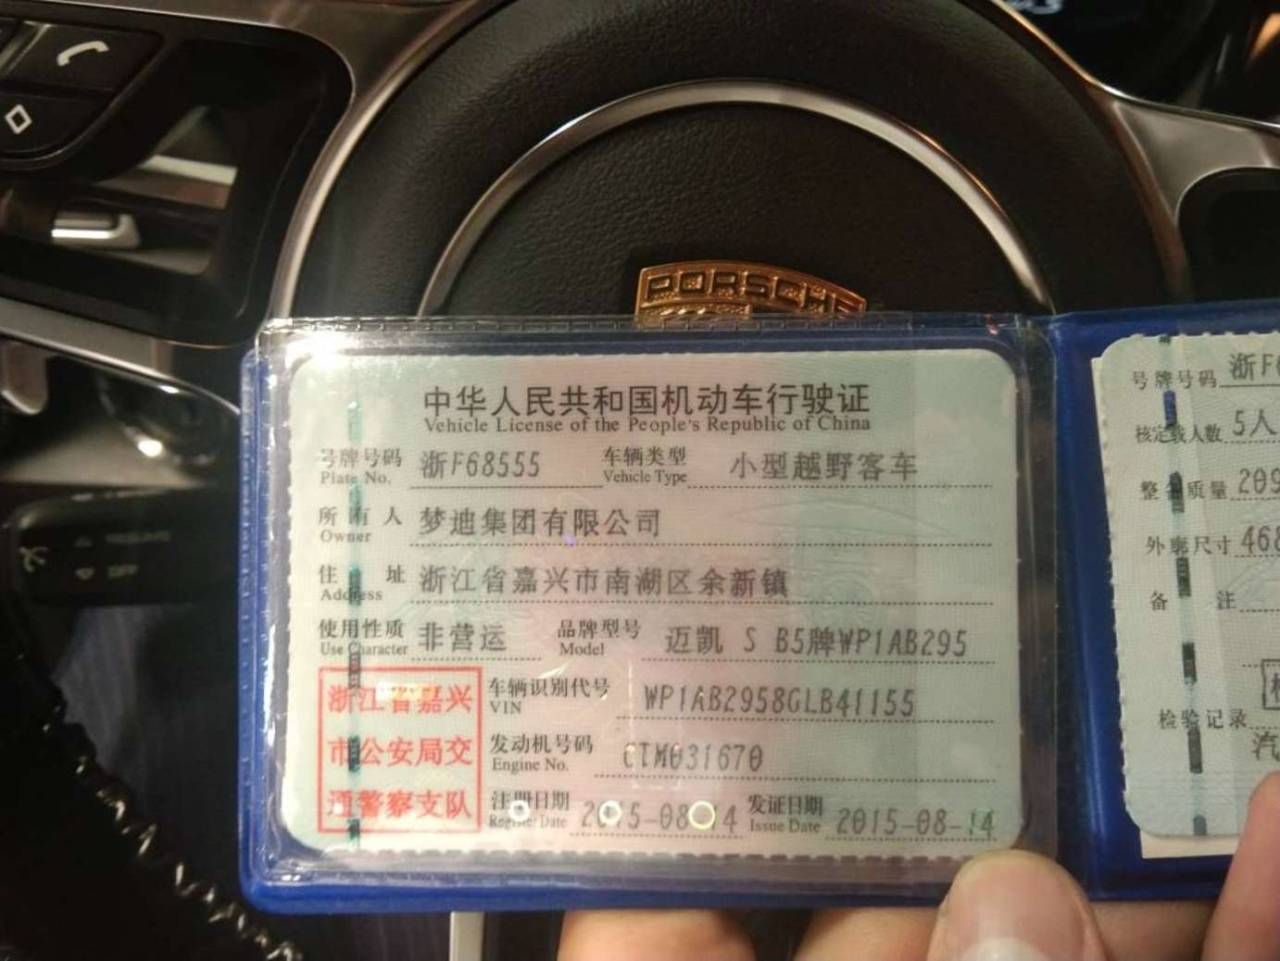 PORSCHE
中华人民共和国机动车行驶证
Vehicle License of the People's Republic of China
号牌号码 浙F68555 车辆类型 小型越野客车
Plate No. Vehicle Type
所有人 梦迪集团有限公司
Owner
住址 浙江省嘉兴市南湖区余新镇
Address
使用性质 非营运 品牌型号 迈凯 S B5牌WP1AB295
Use Character Model
浙江省嘉兴
市公安局交
通警察支队
车辆识别代号 WP1AB2958GLB41155
VIN
发动机号码 CTM031670
Engine No.
注册日期 2015-08-14 发证日期 2015-08-14
Register Date Issue Date
号牌号码 浙F6
核定载人数 5人
整备质量 209
外廓尺寸 468
备注
检验记录
汽